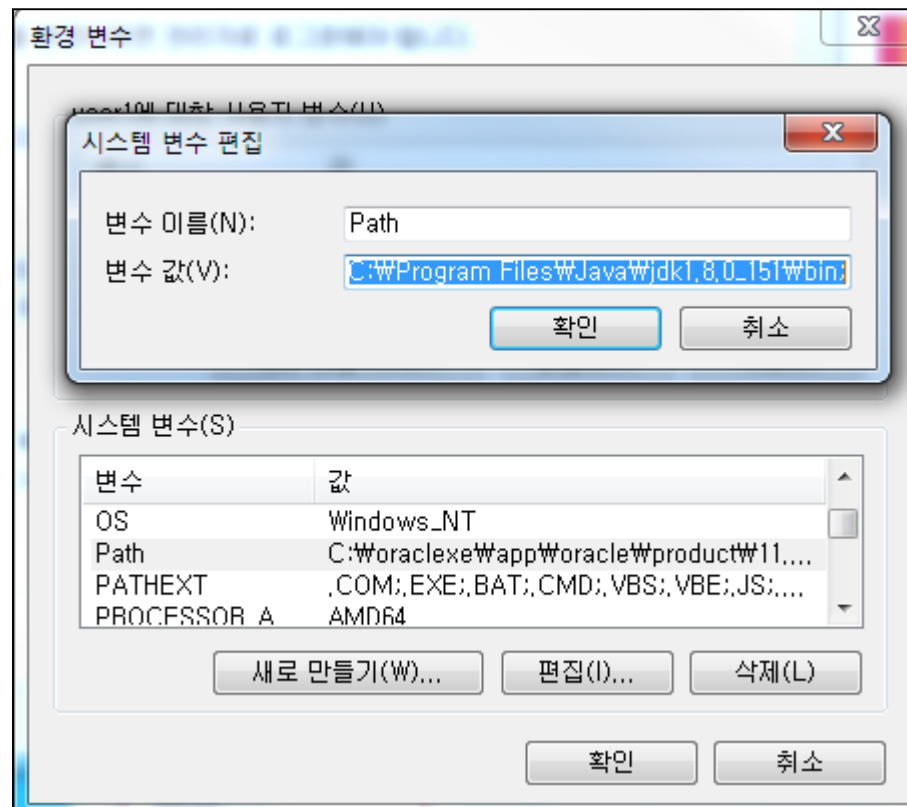 환경 변수
시스템 변수 편집
변수 이름(N):
Path
변수 값(V):
C:₩Program Files₩Java₩jdk1.8.0_151₩bin;
확인
취소
시스템 변수(S)
변수 값
OS Windows_NT
Path C:₩oraclexe₩app₩oracle₩product₩11....
PATHEXT .COM;.EXE;.BAT;.CMD;.VBS;.VBE;.JS;....
PROCESSOR_A AMD64
새로 만들기(W)...
편집(I)...
삭제(L)
확인
취소